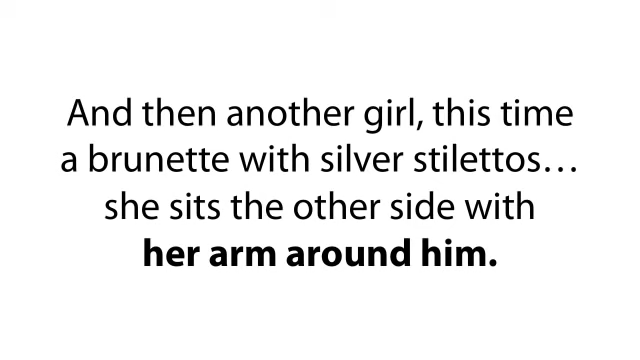 And then another girl, this time
a brunette with silver stilettos…
she sits the other side with
her arm around him.